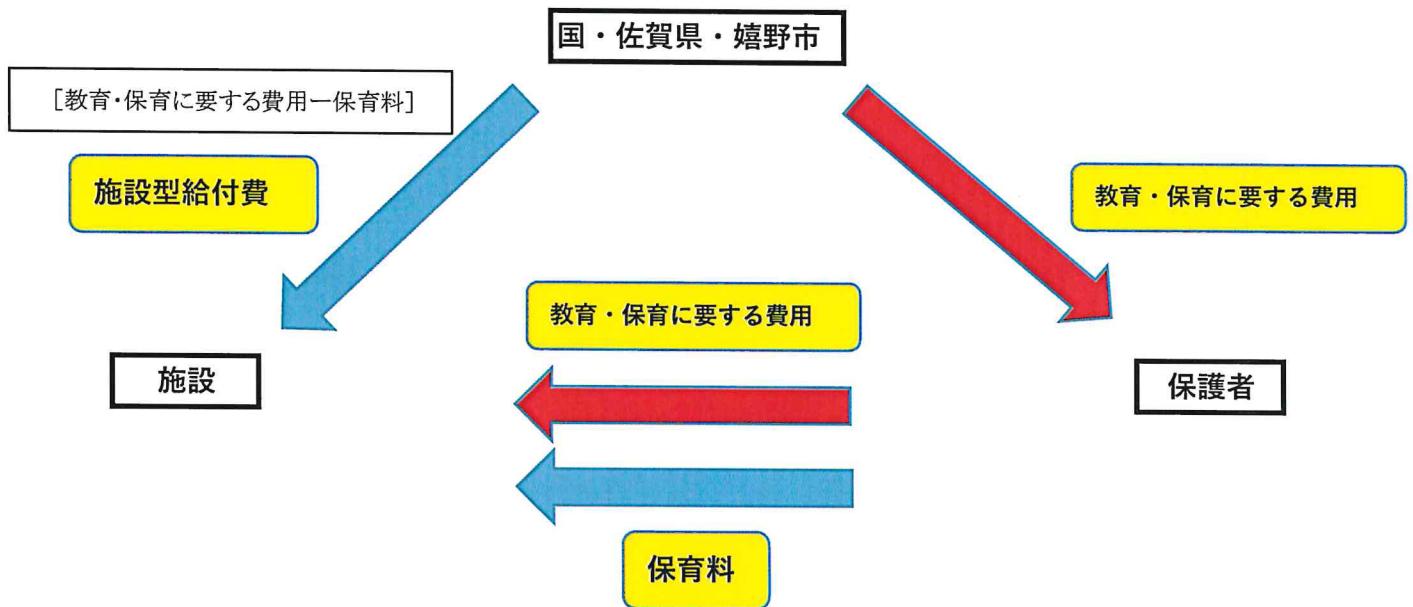 国・佐賀県・嬉野市
［教育・保育に要する費用ー保育料］
施設型給付費
教育・保育に要する費用
教育・保育に要する費用
施設
保護者
保育料